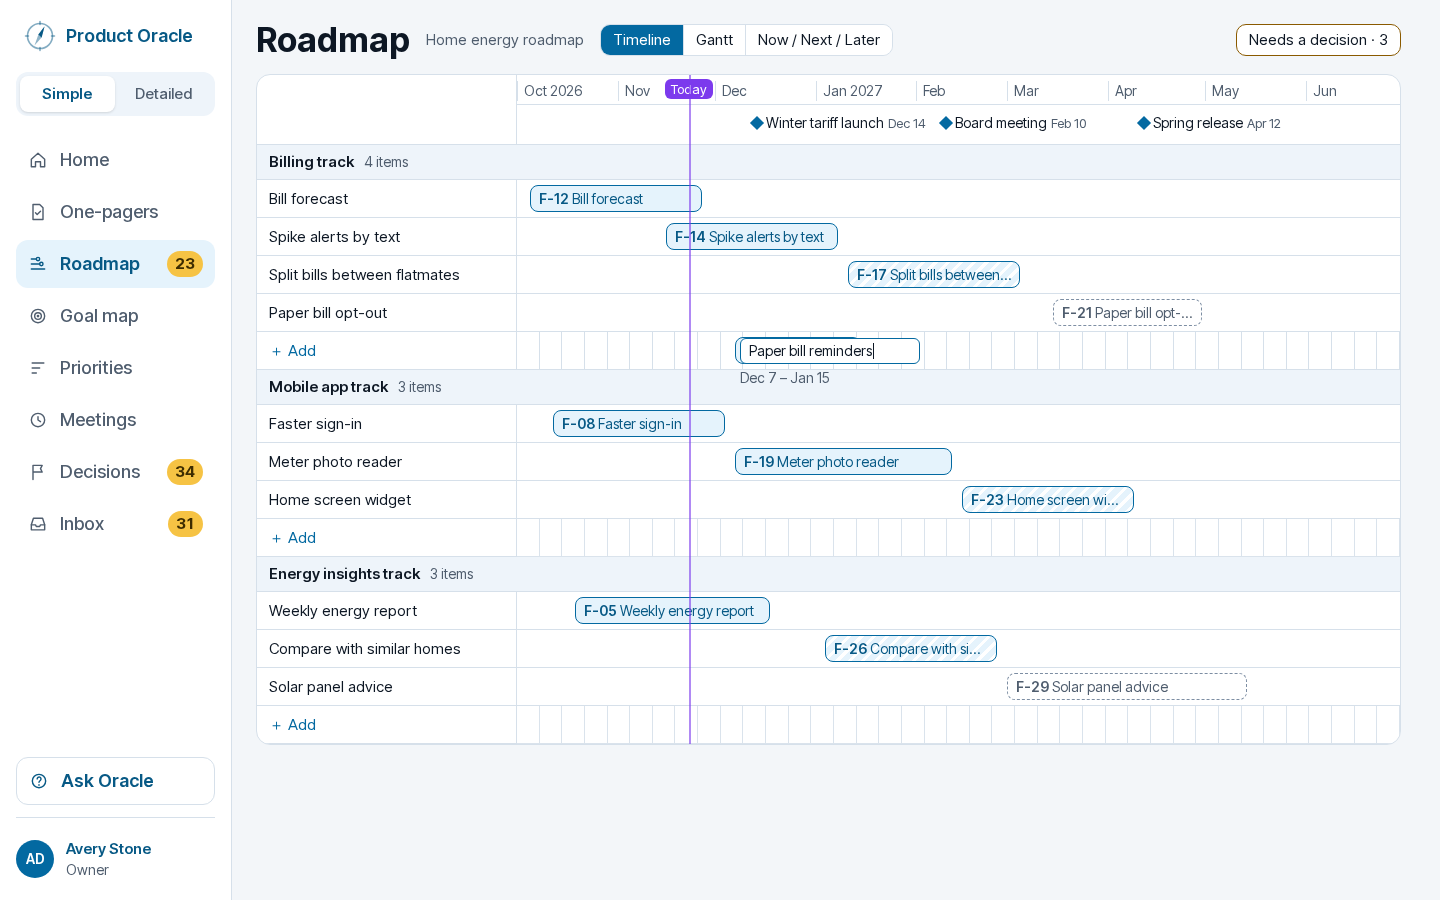 Product Oracle
Simple
Detailed
Home
One-pagers
Roadmap 23
Goal map
Priorities
Meetings
Decisions 34
Inbox 31
Ask Oracle
AD
Avery Stone
Owner
Roadmap
Home energy roadmap
Timeline
Gantt
Now / Next / Later
Needs a decision · 3
Oct 2026
Nov
Today
Dec
Jan 2027
Feb
Mar
Apr
May
Jun
Winter tariff launch Dec 14
Board meeting Feb 10
Spring release Apr 12
Billing track 4 items
Bill forecast
F-12 Bill forecast
Spike alerts by text
F-14 Spike alerts by text
Split bills between flatmates
F-17 Split bills between…
Paper bill opt-out
F-21 Paper bill opt-…
+ Add
Paper bill reminders
Dec 7 – Jan 15
Mobile app track 3 items
Faster sign-in
F-08 Faster sign-in
Meter photo reader
F-19 Meter photo reader
Home screen widget
F-23 Home screen wi…
+ Add
Energy insights track 3 items
Weekly energy report
F-05 Weekly energy report
Compare with similar homes
F-26 Compare with si…
Solar panel advice
F-29 Solar panel advice
+ Add